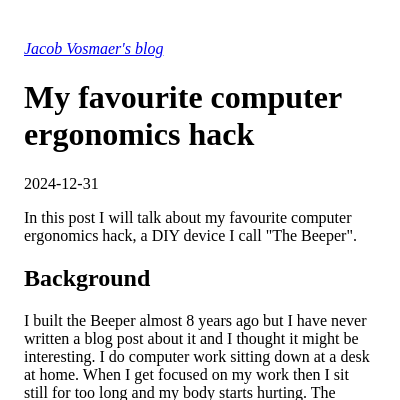 Jacob Vosmaer's blog
My favourite computer
ergonomics hack
2024-12-31
In this post I will talk about my favourite computer
ergonomics hack, a DIY device I call "The Beeper".
Background
I built the Beeper almost 8 years ago but I have never
written a blog post about it and I thought it might be
interesting. I do computer work sitting down at a desk
at home. When I get focused on my work then I sit
still for too long and my body starts hurting. The